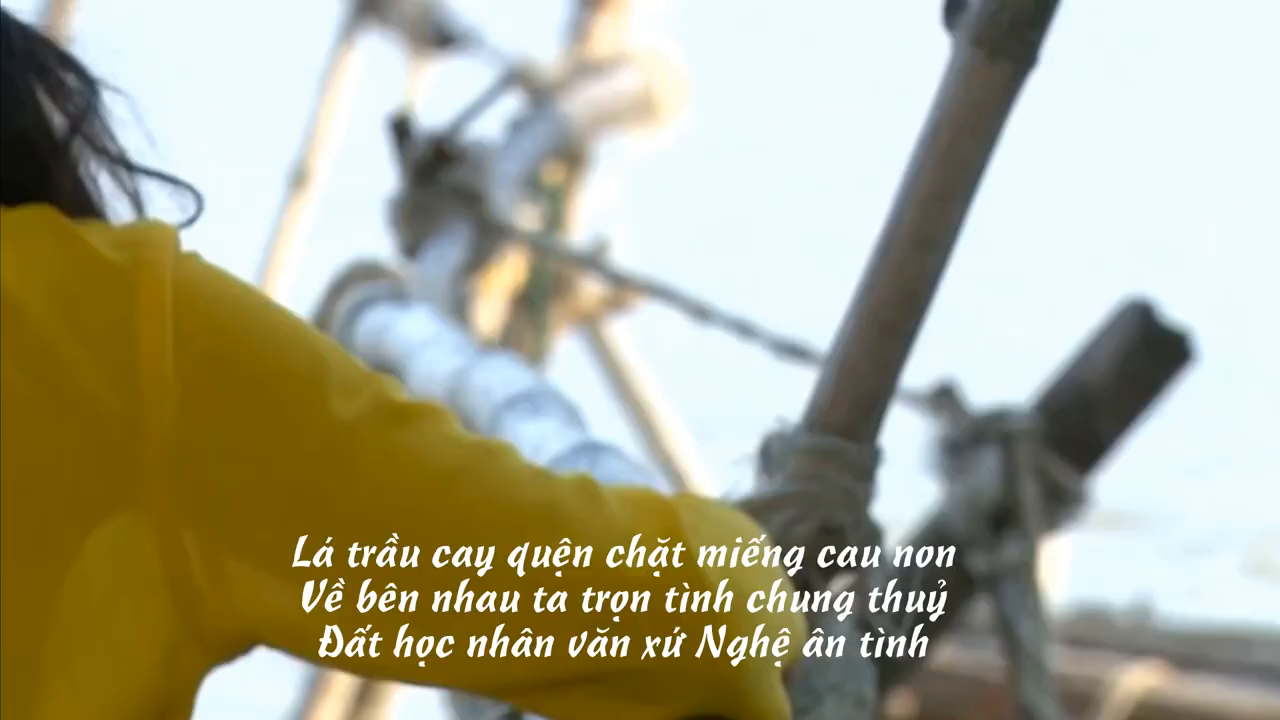 Lá trầu cay quện chặt miếng cau non
Về bên nhau ta trọn tình chung thuỷ
Đất học nhân văn xứ Nghệ ân tình